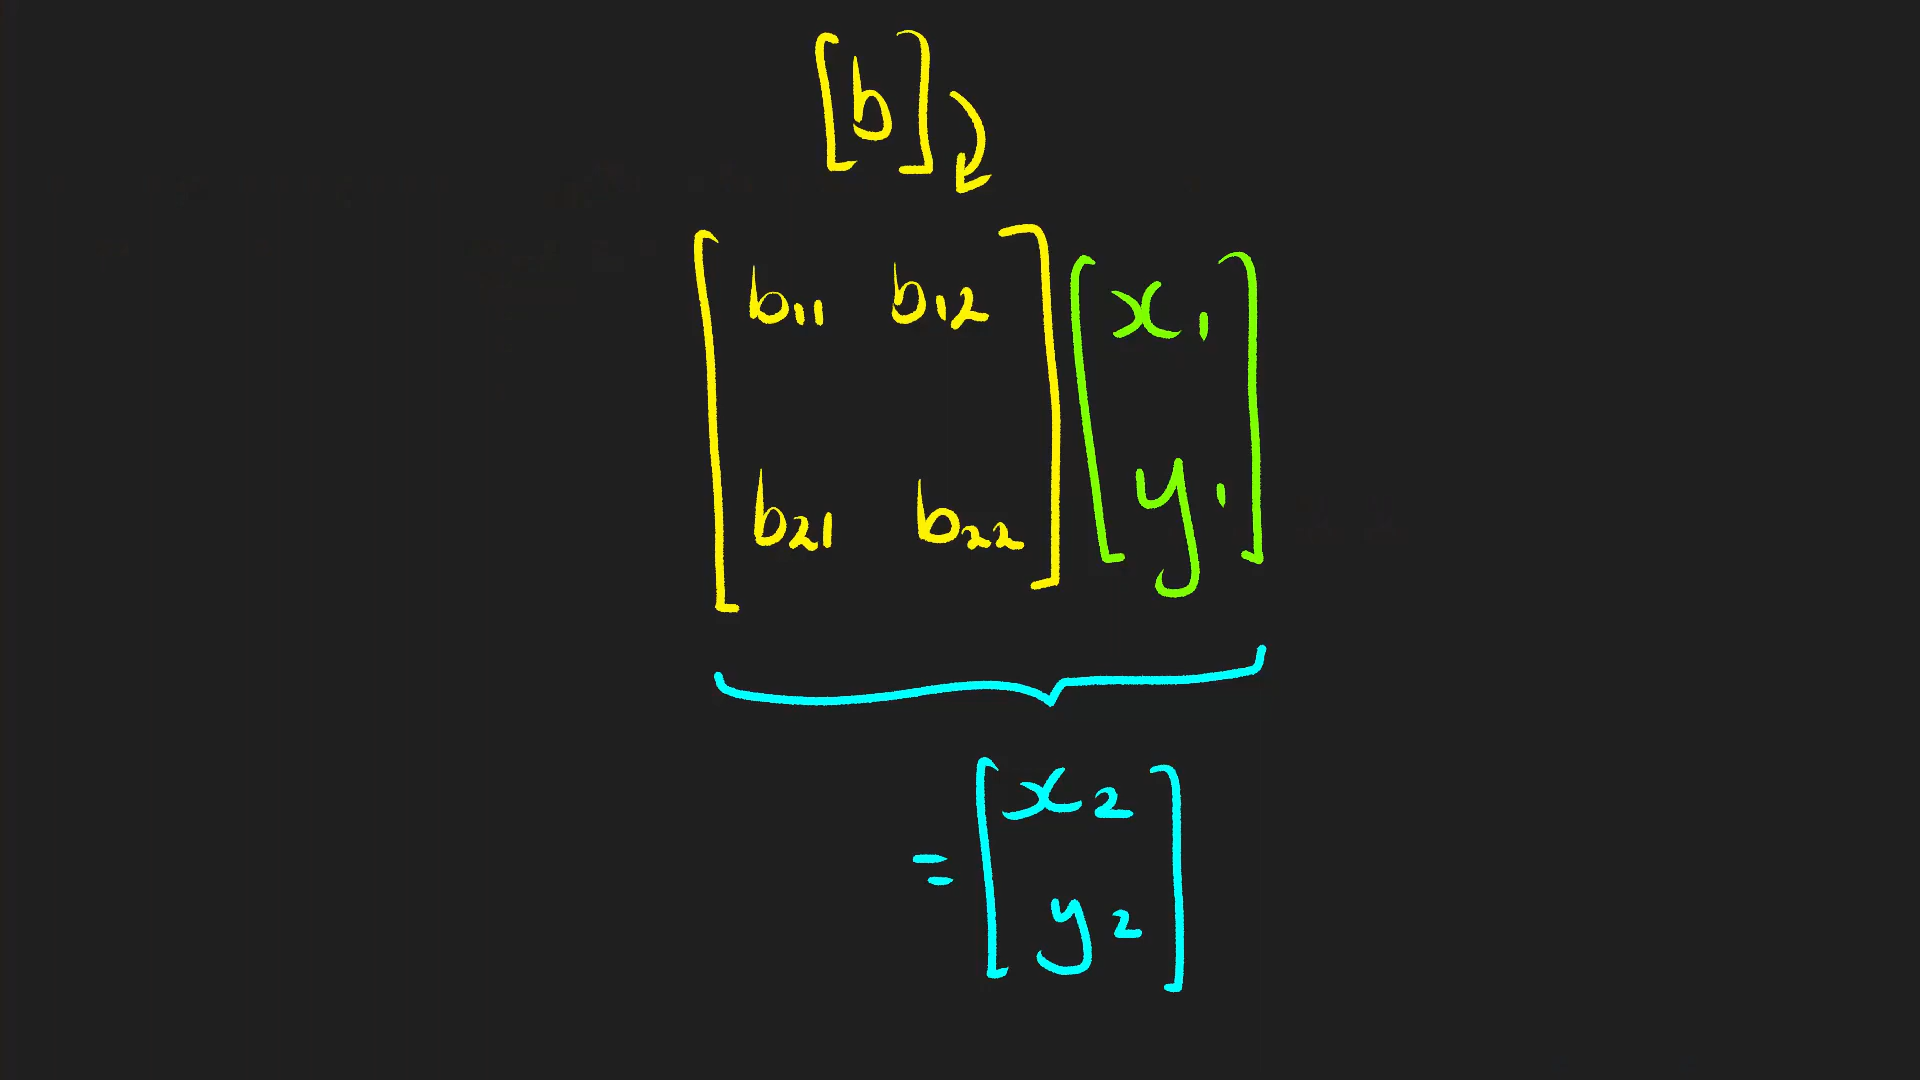 [b]
[b11 b12] [x1]
[b21 b22] [y1]
= [x2]
[y2]